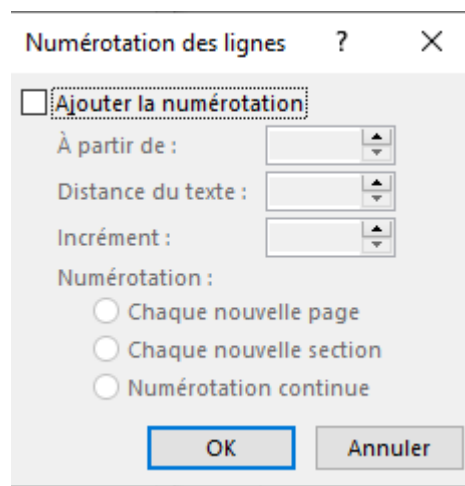 Numérotation des lignes ?
Ajouter la numérotation
À partir de :
Distance du texte :
Incrément :
Numérotation :
Chaque nouvelle page
Chaque nouvelle section
Numérotation continue
OK Annuler